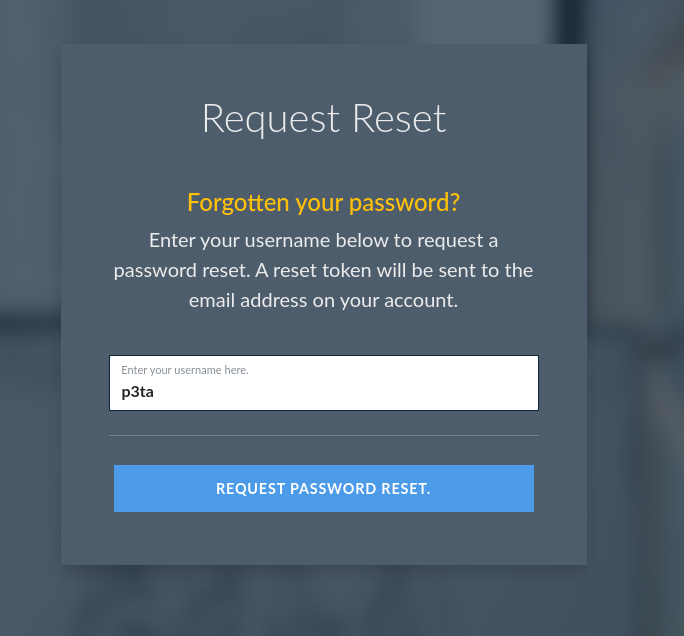 Request Reset
Forgotten your password?
Enter your username below to request a
password reset. A reset token will be sent to the
email address on your account.
Enter your username here.
p3ta
REQUEST PASSWORD RESET.